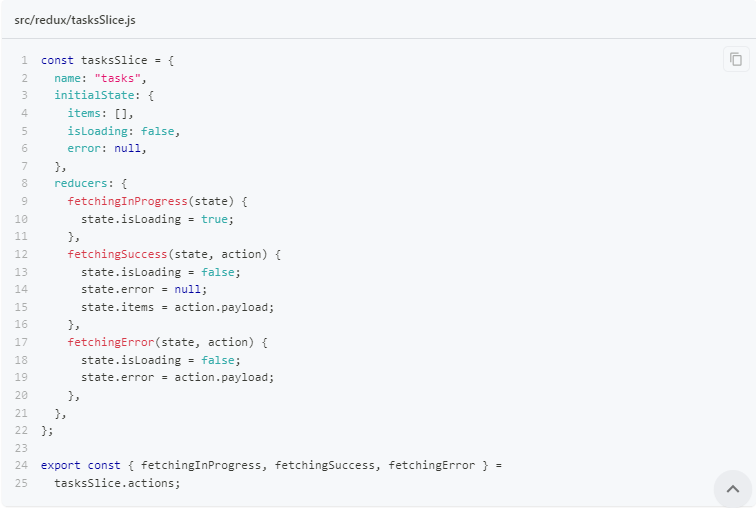 src/redux/tasksSlice.js
1 const tasksSlice = {
2   name: "tasks",
3   initialState: {
4     items: [],
5     isLoading: false,
6     error: null,
7   },
8   reducers: {
9     fetchingInProgress(state) {
10       state.isLoading = true;
11     },
12     fetchingSuccess(state, action) {
13       state.isLoading = false;
14       state.error = null;
15       state.items = action.payload;
16     },
17     fetchingError(state, action) {
18       state.isLoading = false;
19       state.error = action.payload;
20     },
21   },
22 };
23
24 export const { fetchingInProgress, fetchingSuccess, fetchingError } =
25   tasksSlice.actions;